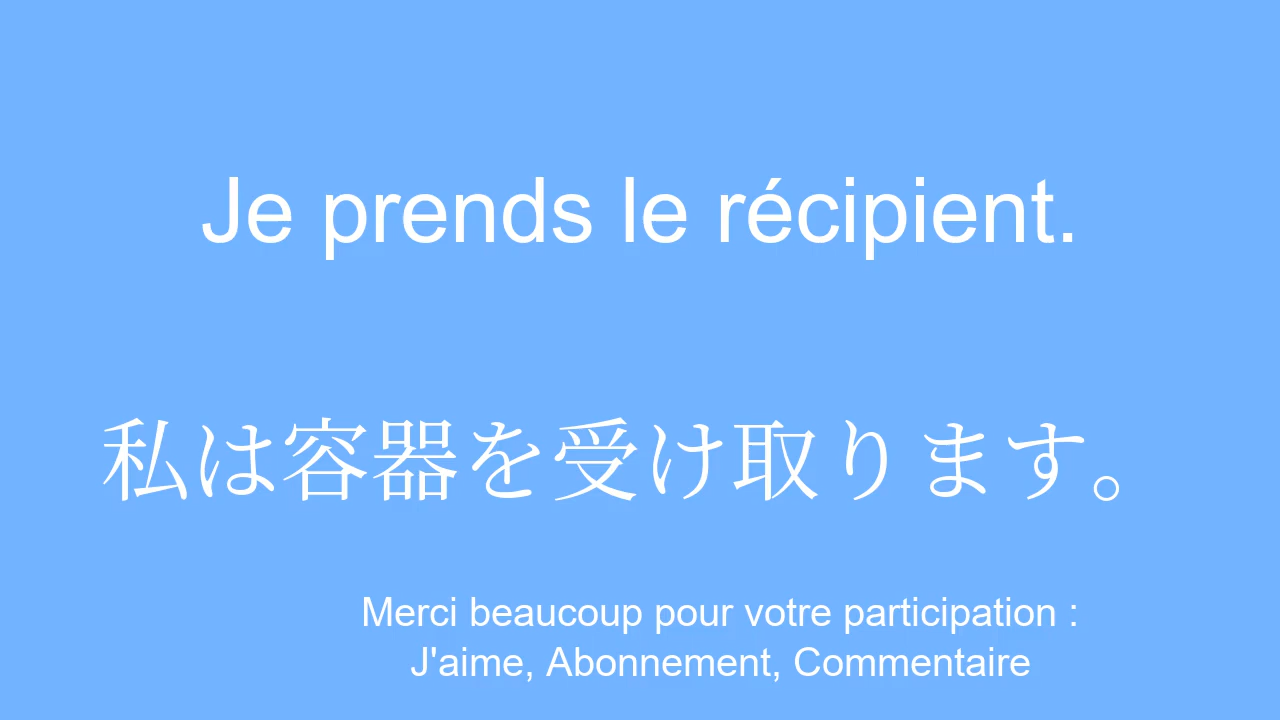 Je prends le récipient.
私は容器を受け取ります。
Merci beaucoup pour votre participation :
J'aime, Abonnement, Commentaire